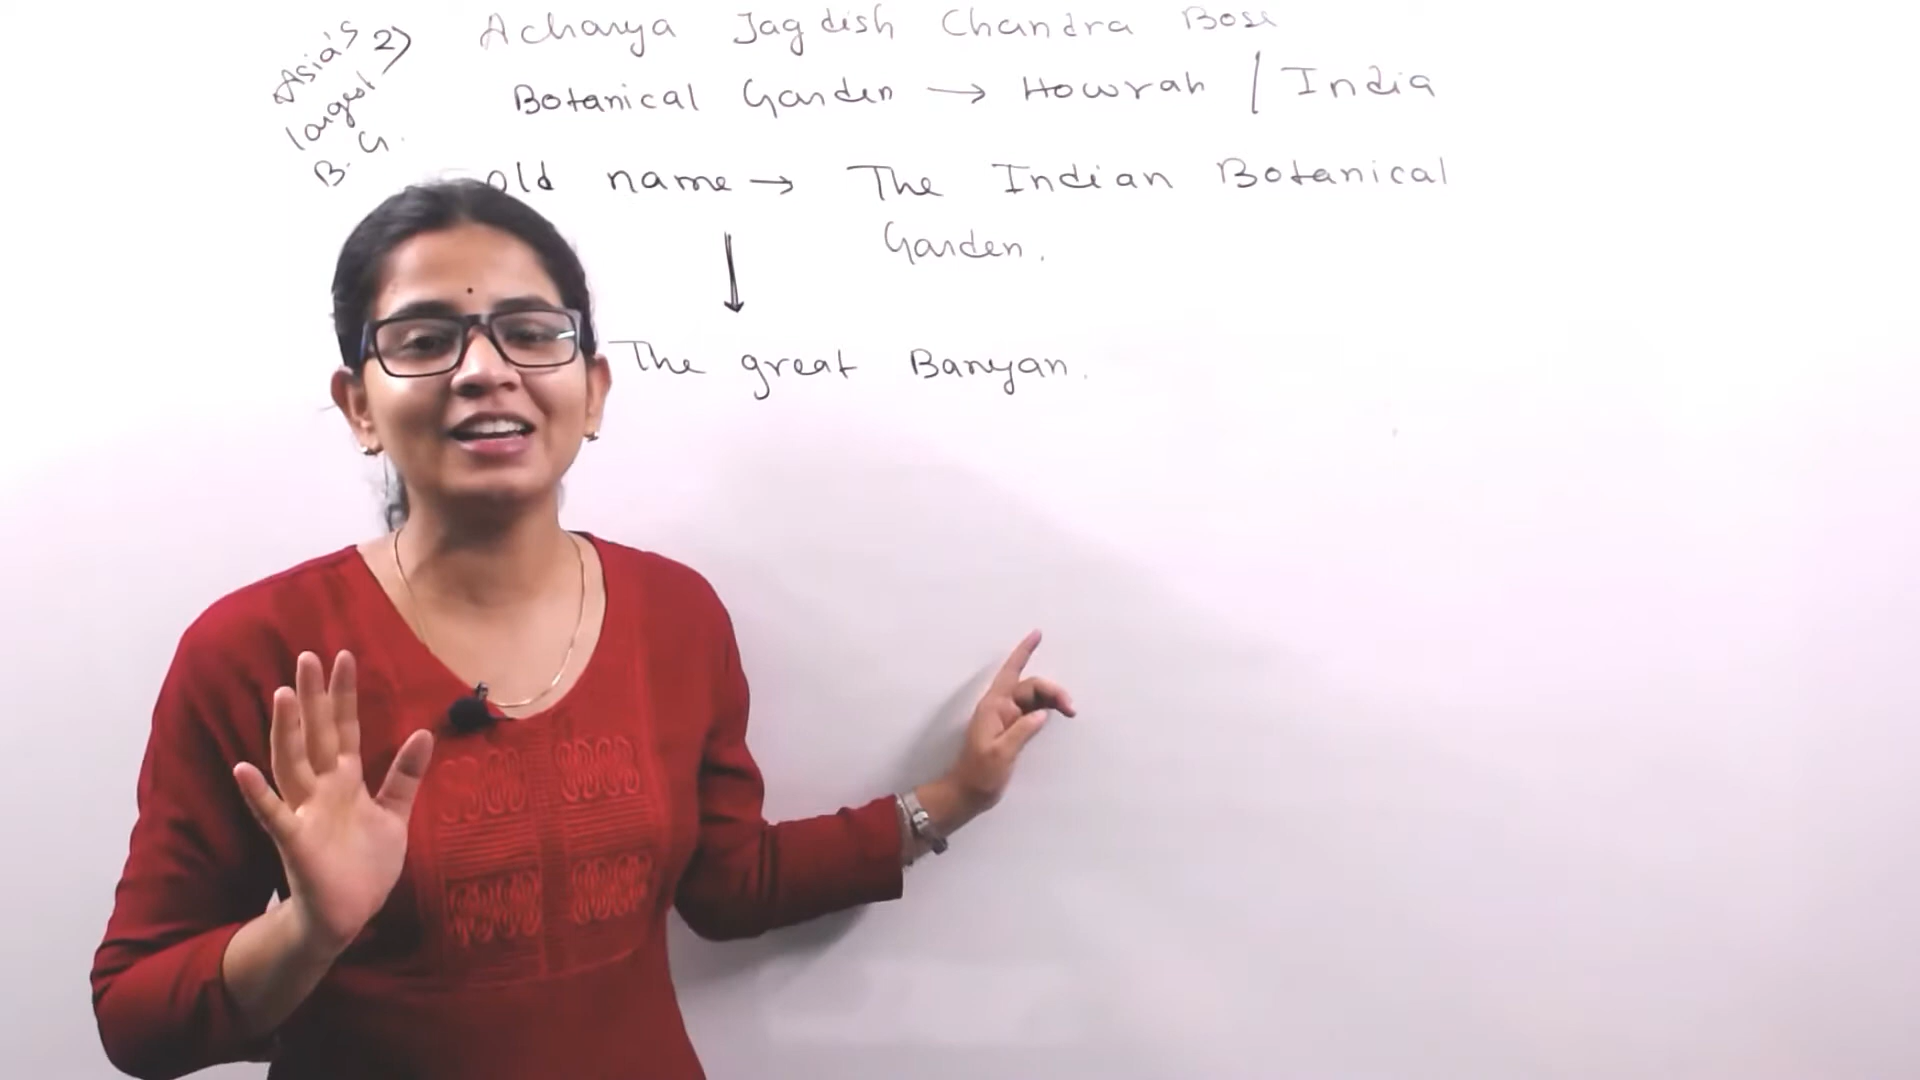 Asia's
largest
B. G.
2) Acharya Jagdish Chandra Bose
Botanical Garden → Howrah / India
old name → The Indian Botanical
Garden.
↓
The great Banyan.